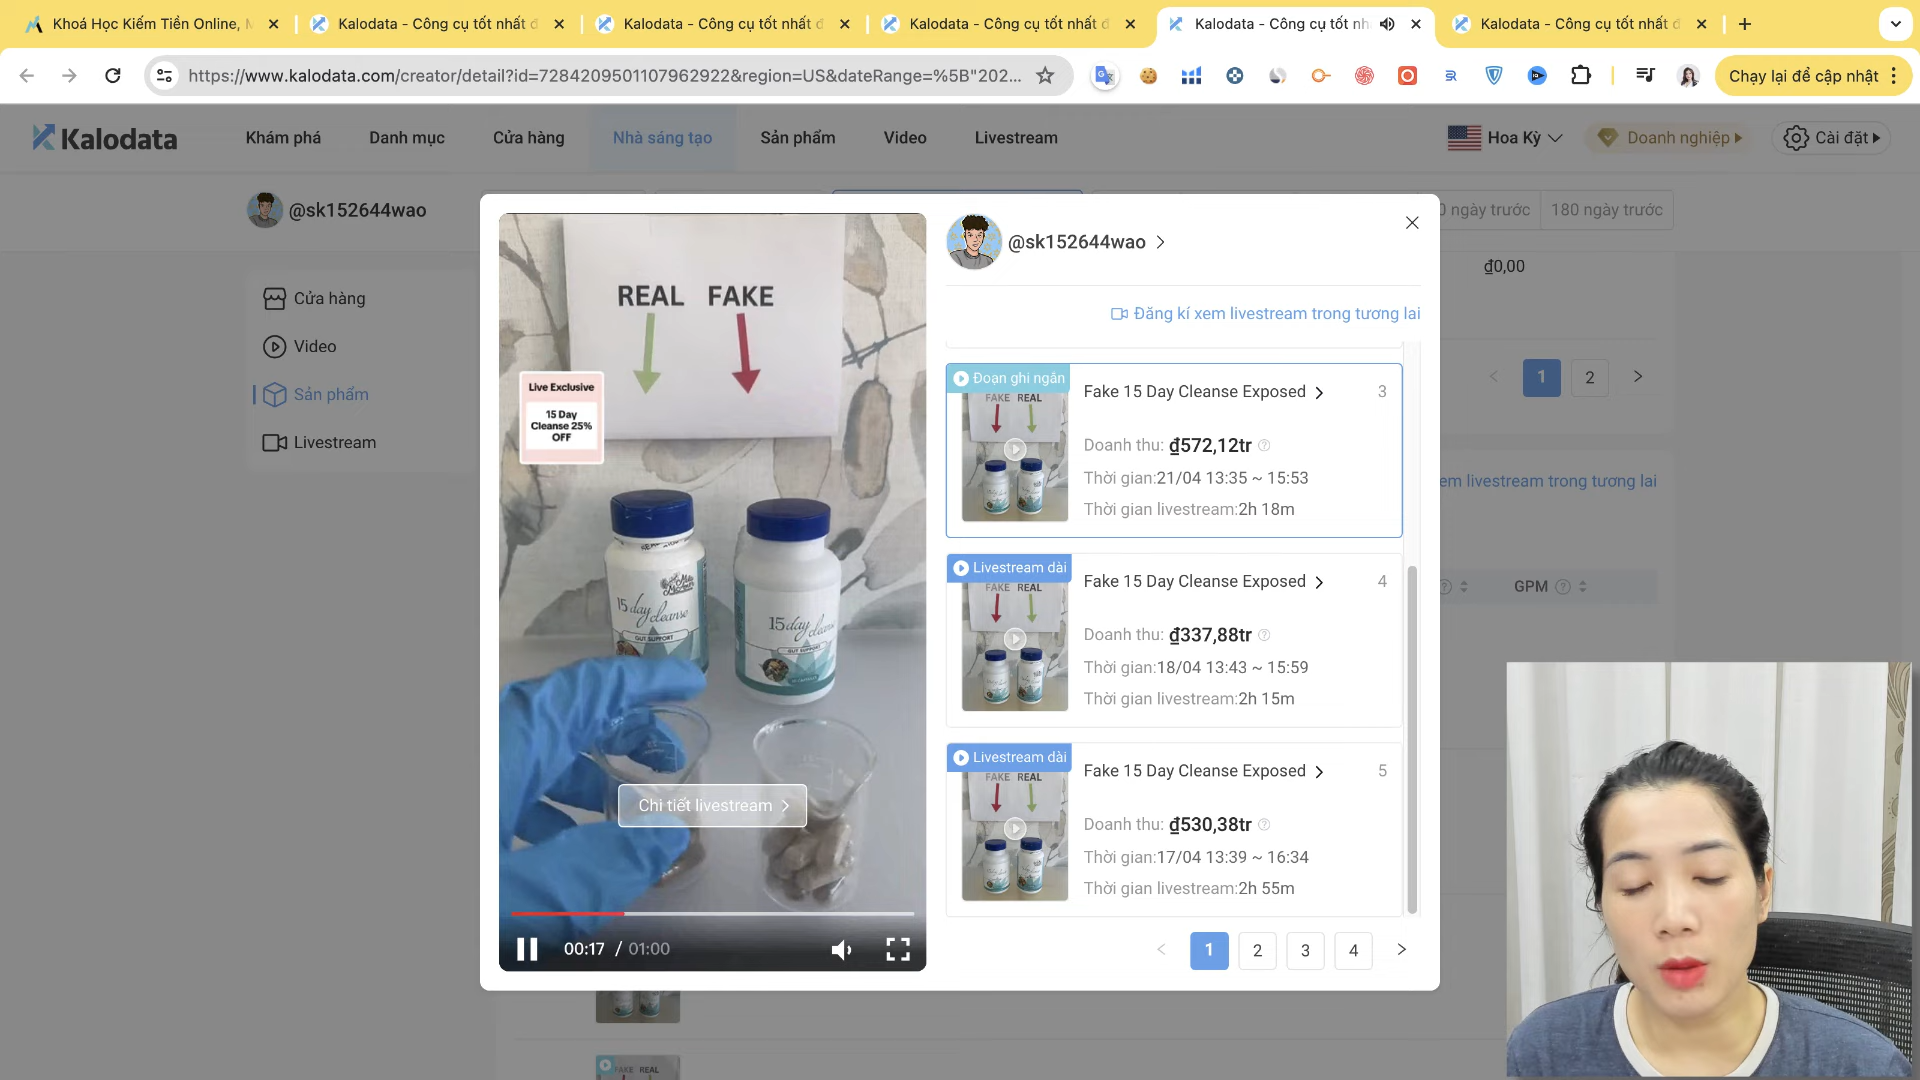 Khoá Học Kiếm Tiền Online, M
Kalodata - Công cụ tốt nhất đ
Kalodata - Công cụ tốt nhất đ
Kalodata - Công cụ tốt nhất đ
Kalodata - Công cụ tốt nh
Kalodata - Công cụ tốt nhất đ
https://www.kalodata.com/creator/detail?id=7284209501107962922&region=US&dateRange=%5B"202...
Chạy lại để cập nhật
Kalodata
Khám phá
Danh mục
Cửa hàng
Nhà sáng tạo
Sản phẩm
Video
Livestream
Hoa Kỳ
Doanh nghiệp
Cài đặt
@sk152644wao
0 ngày trước
180 ngày trước
Cửa hàng
Video
Sản phẩm
Livestream
₫0,00
1
2
em livestream trong tương lai
GPM
REAL FAKE
Live Exclusive
15 Day
Cleanse 25%
OFF
15 day
cleanse
GUT SUPPORT
15 day
cleanse
GUT SUPPORT
Chi tiết livestream
00:17 / 01:00
@sk152644wao
Đăng kí xem livestream trong tương lai
Đoạn ghi ngắn
FAKE REAL
Fake 15 Day Cleanse Exposed
3
Doanh thu: ₫572,12tr
Thời gian:21/04 13:35 ~ 15:53
Thời gian livestream:2h 18m
Livestream dài
FAKE REAL
Fake 15 Day Cleanse Exposed
4
Doanh thu: ₫337,88tr
Thời gian:18/04 13:43 ~ 15:59
Thời gian livestream:2h 15m
Livestream dài
FAKE REAL
Fake 15 Day Cleanse Exposed
5
Doanh thu: ₫530,38tr
Thời gian:17/04 13:39 ~ 16:34
Thời gian livestream:2h 55m
1
2
3
4
FAKE REAL